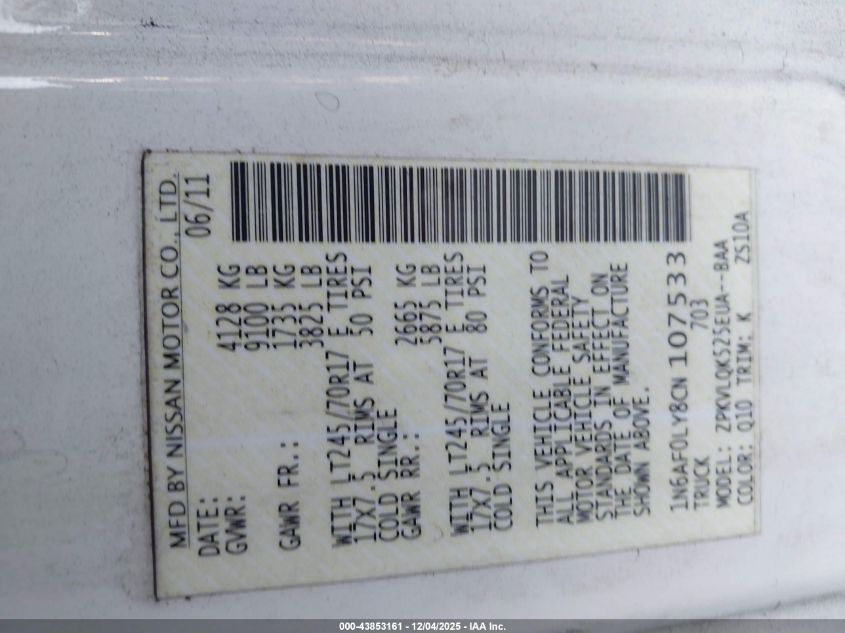 MFD BY NISSAN MOTOR CO., LTD.
DATE: 06/11
GVWR: 4128 KG
9100 LB
GAWR FR.: 1735 KG
3825 LB
WITH LT245/70R17 E TIRES
17X7.5 RIMS AT 50 PSI
COLD SINGLE
GAWR RR.: 2665 KG
5875 LB
WITH LT245/70R17 E TIRES
17X7.5 RIMS AT 80 PSI
COLD SINGLE
THIS VEHICLE CONFORMS TO
ALL APPLICABLE FEDERAL
MOTOR VEHICLE SAFETY
STANDARDS IN EFFECT ON
THE DATE OF MANUFACTURE
SHOWN ABOVE.
1N6AF0LY8CN107533
TRUCK 703
MODEL: ZPKVLQK525EUA--BAA
COLOR: Q10 TRIM: K ZS10A
000-43853161 - 12/04/2025 - IAA Inc.